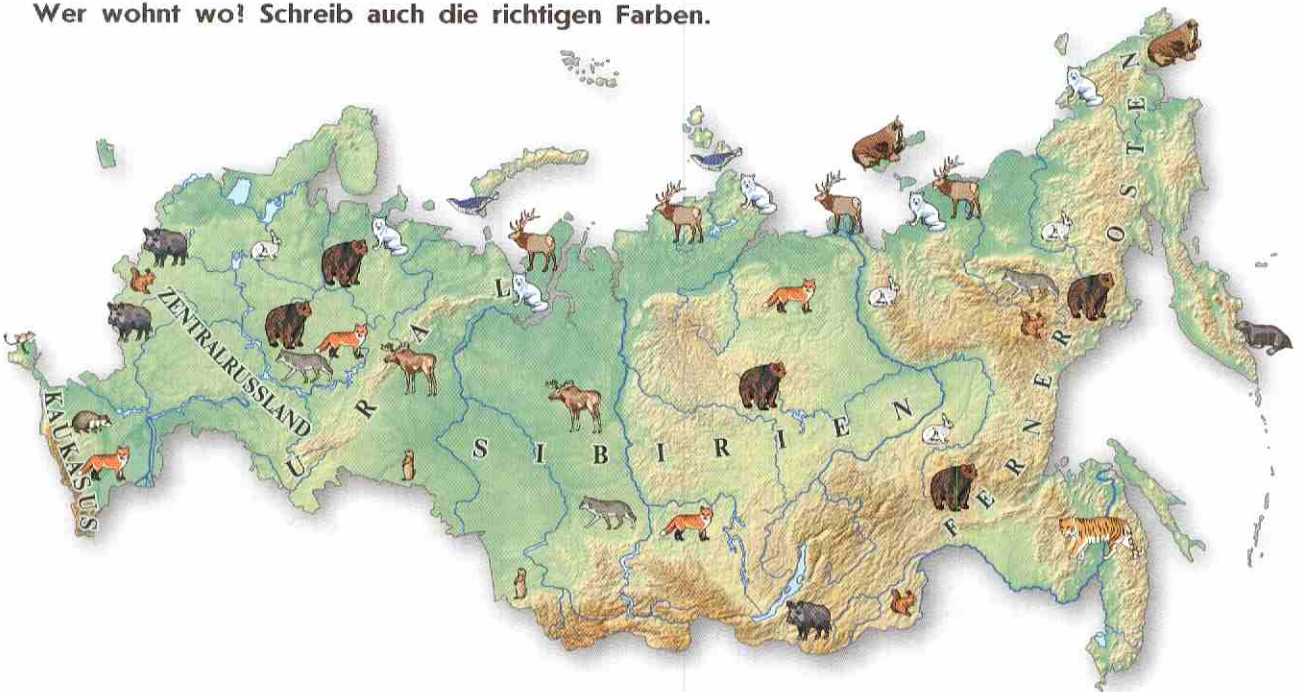 Wer wohnt wo? Schreib auch die richtigen Farben.
ZENTRALRUSSLAND
KAUKASUS
URAL
SIBIRIEN
FERNER OSTEN